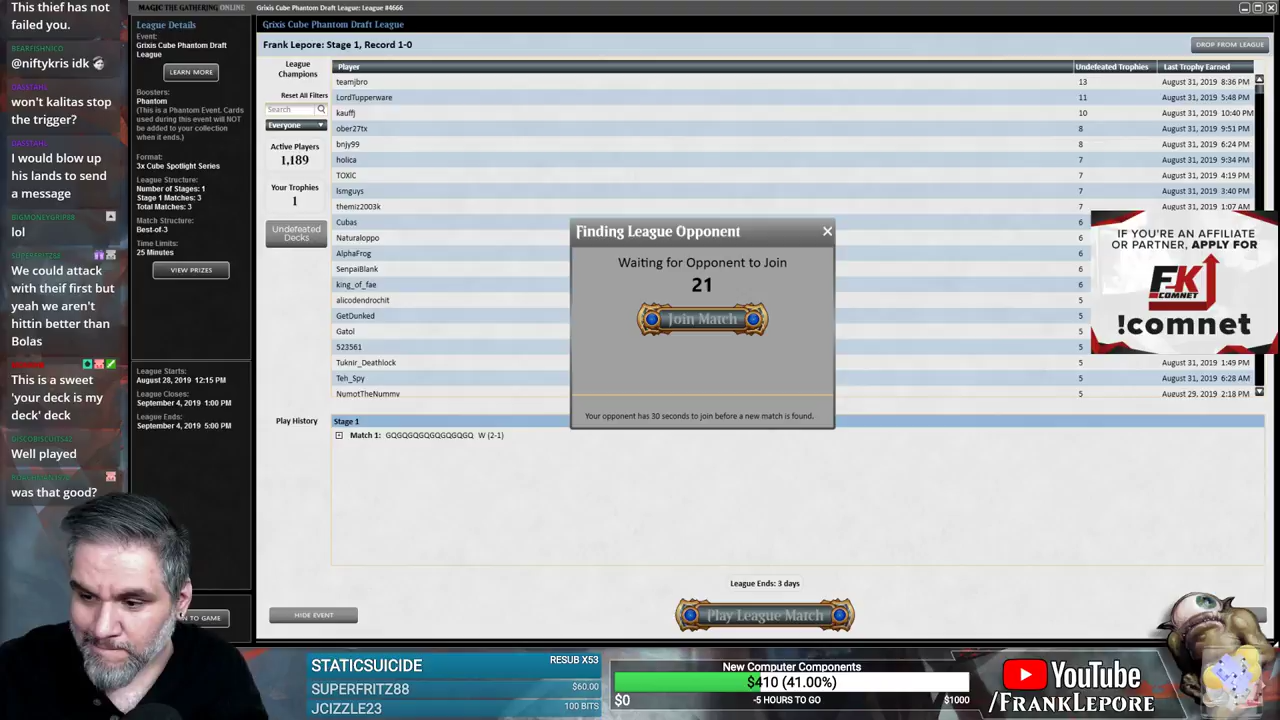 This thief has not
failed you.
BEARFISHNICO
@niftykris idk
DASSTAHL
won't kalitas stop
the trigger?
DASSTAHL
I would blow up
his lands to send
a message
BIGMONEYGRIP88
lol
SUPERFRITZ88
We could attack
with theif first but
yeah we aren't
hittin better than
Bolas
This is a sweet
'your deck is my
deck' deck
DISCOBISCUITS42
Well played
was that good?
MAGIC THE GATHERING ONLINE
League Details
Event:
Grixis Cube Phantom Draft
League
LEARN MORE
Boosters:
Phantom
(This is a Phantom Event. Cards
used during this event will NOT
be added to your collection
when it ends.)
Format:
3x Cube Spotlight Series
League Structure:
Number of Stages: 1
Stage 1 Matches: 3
Total Matches: 3
Match Structure:
Best-of-3
Time Limits:
25 Minutes
VIEW PRIZES
League Starts:
August 28, 2019 12:15 PM
League Closes:
September 4, 2019 1:00 PM
League Ends:
September 4, 2019 5:00 PM
N TO GAME
Grixis Cube Phantom Draft League: League #4666
Grixis Cube Phantom Draft League
Frank Lepore: Stage 1, Record 1-0
DROP FROM LEAGUE
League
Champions
Reset All Filters
Search
Everyone
Active Players
1,189
Your Trophies
1
Undefeated
Decks
Player Undefeated Trophies Last Trophy Earned
teamjbro 13 August 31, 2019 8:36 PM
LordTupperware 11 August 31, 2019 5:48 PM
kauffj 10 August 31, 2019 10:40 PM
ober27tx 8 August 31, 2019 9:51 PM
bnjy99 8 August 31, 2019 6:24 PM
holica 7 August 31, 2019 9:34 PM
TOXIC 7 August 31, 2019 4:19 PM
lsmguys 7 August 31, 2019 3:40 PM
themiz2003k 7 August 31, 2019 1:07 AM
Cubas 6
Naturaloppo 6
AlphaFrog 6
SenpaiBlank 6
king_of_fae 6
alicodendrochit 5
GetDunked 5
Gatol 5
523561 5
Tuknir_Deathlock 5 August 31, 2019 1:49 PM
Teh_Spy 5 August 31, 2019 6:28 AM
NumotTheNummy 5 August 29, 2019 2:18 PM
Finding League Opponent
Waiting for Opponent to Join
21
Join Match
Your opponent has 30 seconds to join before a new match is found.
IF YOU'RE AN AFFILIATE
OR PARTNER, APPLY FOR
!comnet
Play History
Stage 1
Match 1: GQGQGQGQGQGQGQGQ W (2-1)
League Ends: 3 days
HIDE EVENT
Play League Match
STATICSUICIDE RESUB X53
SUPERFRITZ88 $60.00
JCIZZLE23 100 BITS
New Computer Components
$410 (41.00%)
$0 -5 HOURS TO GO $1000
YouTube
/FRANKLEPORE